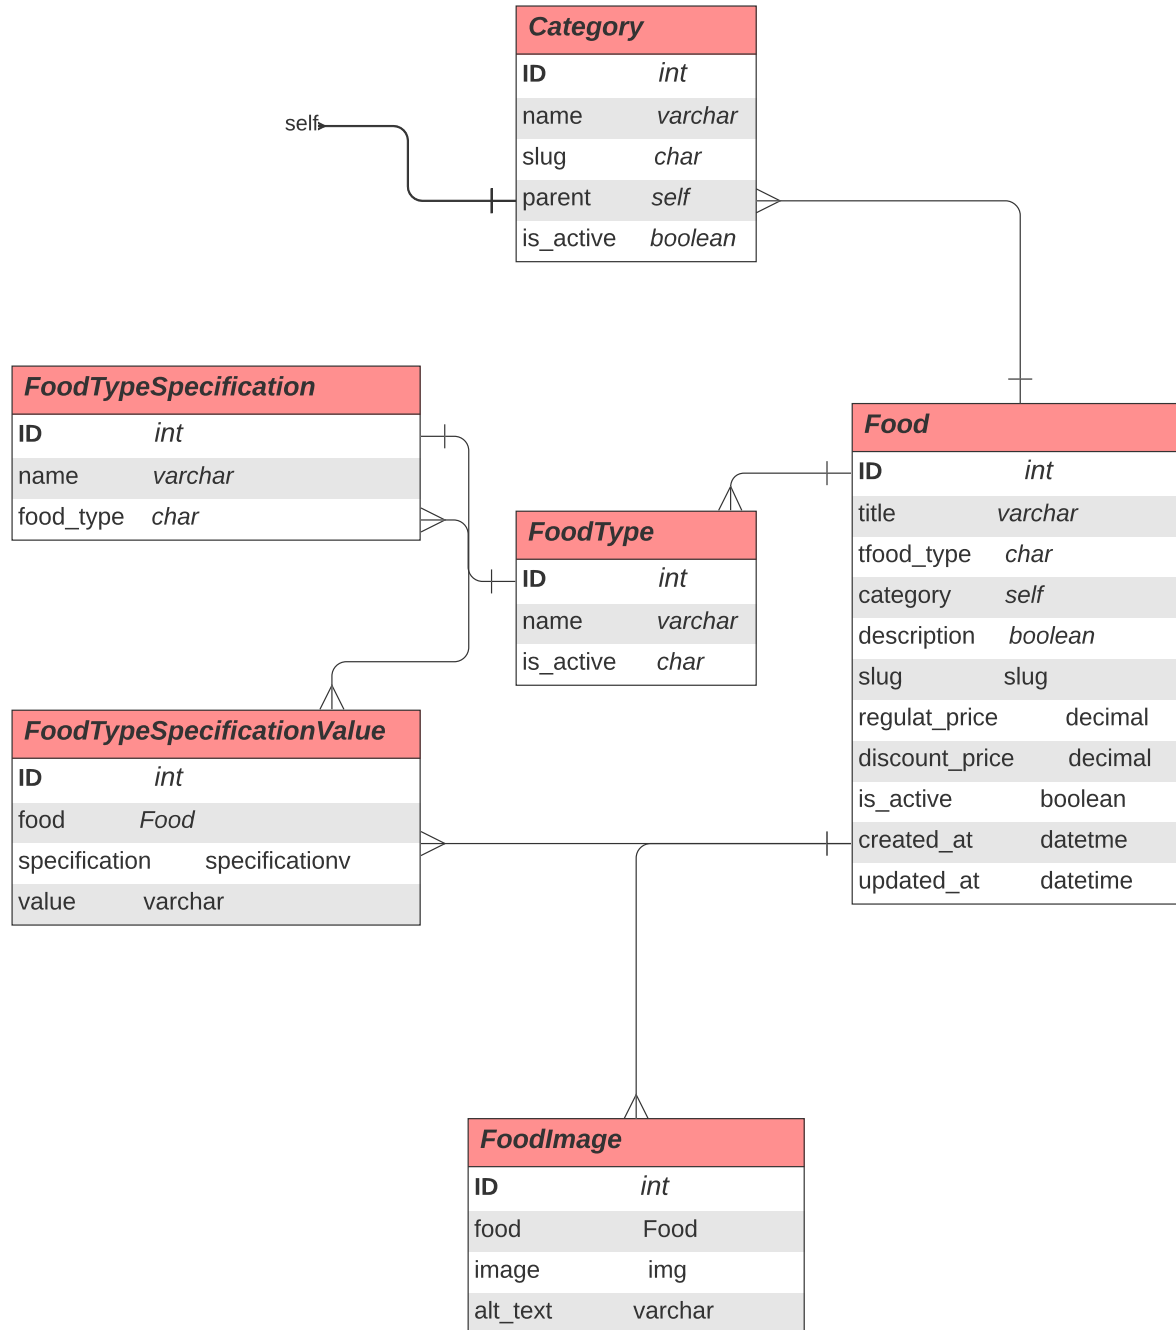 Category
ID int
name varchar
slug char
parent self
is_active boolean
self
FoodTypeSpecification
ID int
name varchar
food_type char
FoodType
ID int
name varchar
is_active char
Food
ID int
title varchar
tfood_type char
category self
description boolean
slug slug
regulat_price decimal
discount_price decimal
is_active boolean
created_at datetme
updated_at datetime
FoodTypeSpecificationValue
ID int
food Food
specification specificationv
value varchar
FoodImage
ID int
food Food
image img
alt_text varchar